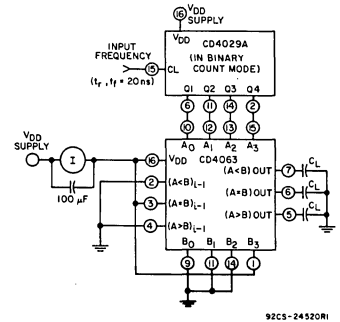 16 VDD SUPPLY
VDD
INPUT FREQUENCY
15 CL
CD4029A
(IN BINARY COUNT MODE)
(tr, tf = 20 ns)
Q1 Q2 Q3 Q4
6 11 14 2
10 12 13 15
A0 A1 A2 A3
VDD SUPPLY
I
100 μF
16 VDD
CD4063
2 (A<B)i-1
3 (A=B)i-1
4 (A>B)i-1
(A<B) OUT 7 CL
(A=B) OUT 6 CL
(A>B) OUT 5 CL
B0 B1 B2 B3
9 11 14 1
92CS-24520R1